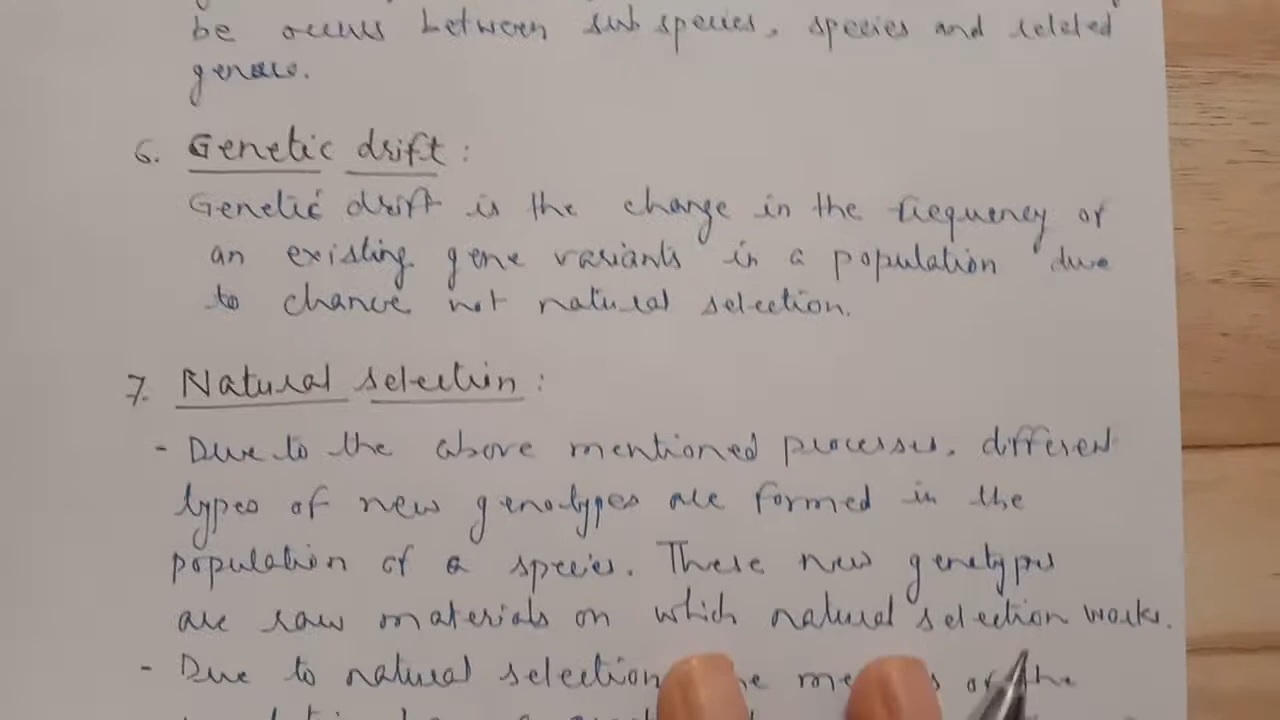 be occurs between sub species, species and related
genera.
6. Genetic drift :
Genetic drift is the change in the frequency of
an existing gene variants in a population due
to chance not natural selection.
7. Natural selection :
- Due to the above mentioned processes, different
types of new genotypes are formed in the
population of a species. These new genotypes
are raw materials on which natural selection works.
- Due to natural selection of the